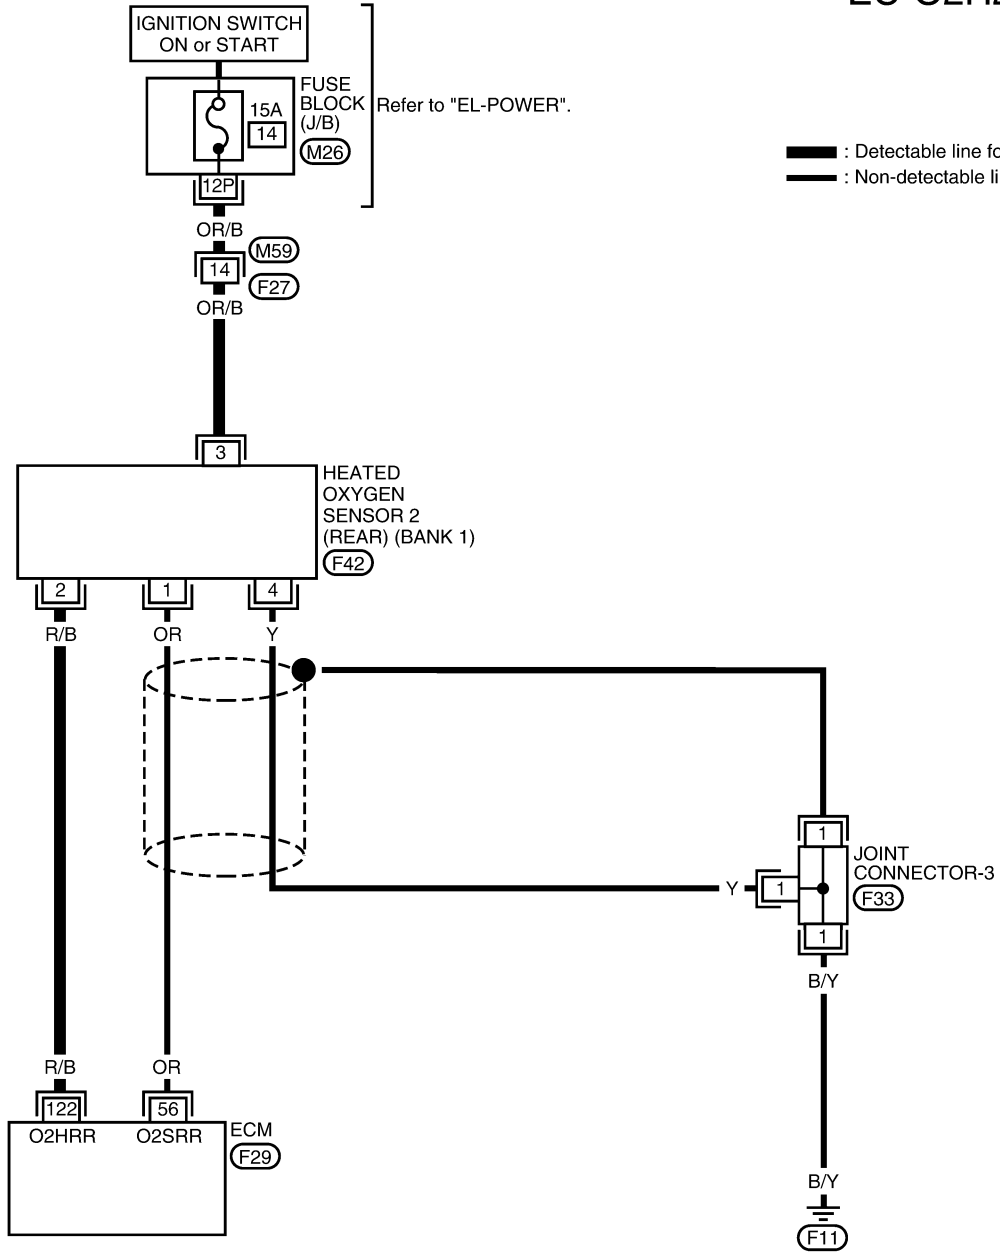 IGNITION SWITCH
ON or START
FUSE
BLOCK
(J/B)
Refer to "EL-POWER".
15A
14
M26
12P
: Detectable line
: Non-detectable
OR/B
M59
14
F27
OR/B
3
HEATED
OXYGEN
SENSOR 2
(REAR) (BANK 1)
F42
2
1
4
R/B
OR
Y
1
JOINT
CONNECTOR-3
F33
Y
1
1
B/Y
R/B
OR
122
56
O2HRR
O2SRR
ECM
F29
B/Y
F11